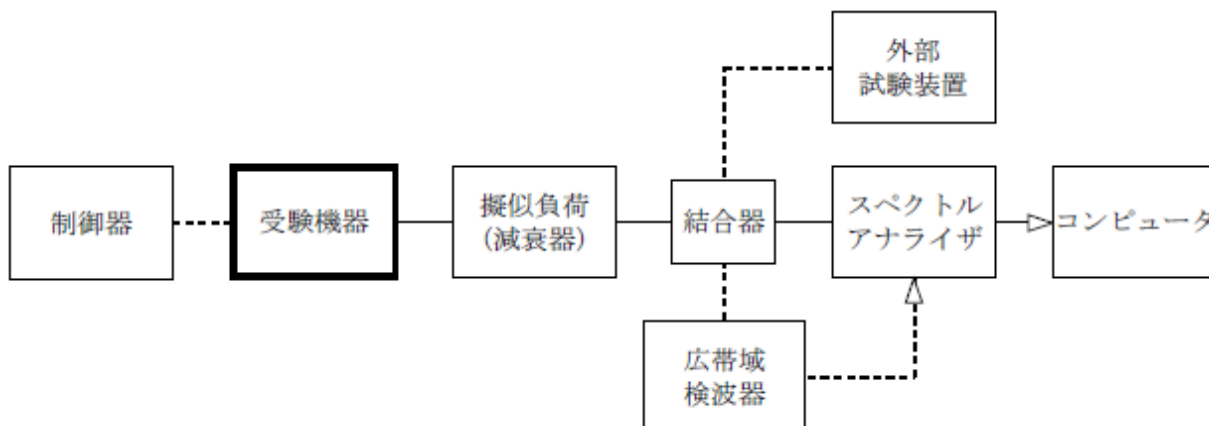 外部
試験装置
制御器
受験機器
擬似負荷
(減衰器)
結合器
スペクトル
アナライザ
コンピュータ
広帯域
検波器